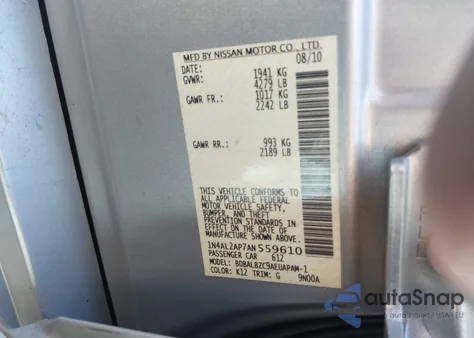 MFD BY NISSAN MOTOR CO., LTD.
DATE: 08/10
GVWR: 1941 KG
4279 LB
GAWR FR.: 1017 KG
2242 LB
GAWR RR.: 993 KG
2189 LB
THIS VEHICLE CONFORMS TO
ALL APPLICABLE FEDERAL
MOTOR VEHICLE SAFETY,
BUMPER, AND THEFT
PREVENTION STANDARDS
IN EFFECT ON THE DATE OF
MANUFACTURE SHOWN ABOVE.
1N4AL2AP7AN559610
PASSENGER CAR 612
MODEL: BDBALBZC9AEUAPAM-1
COLOR: K12 TRIM: G 9N00A
autoSnap